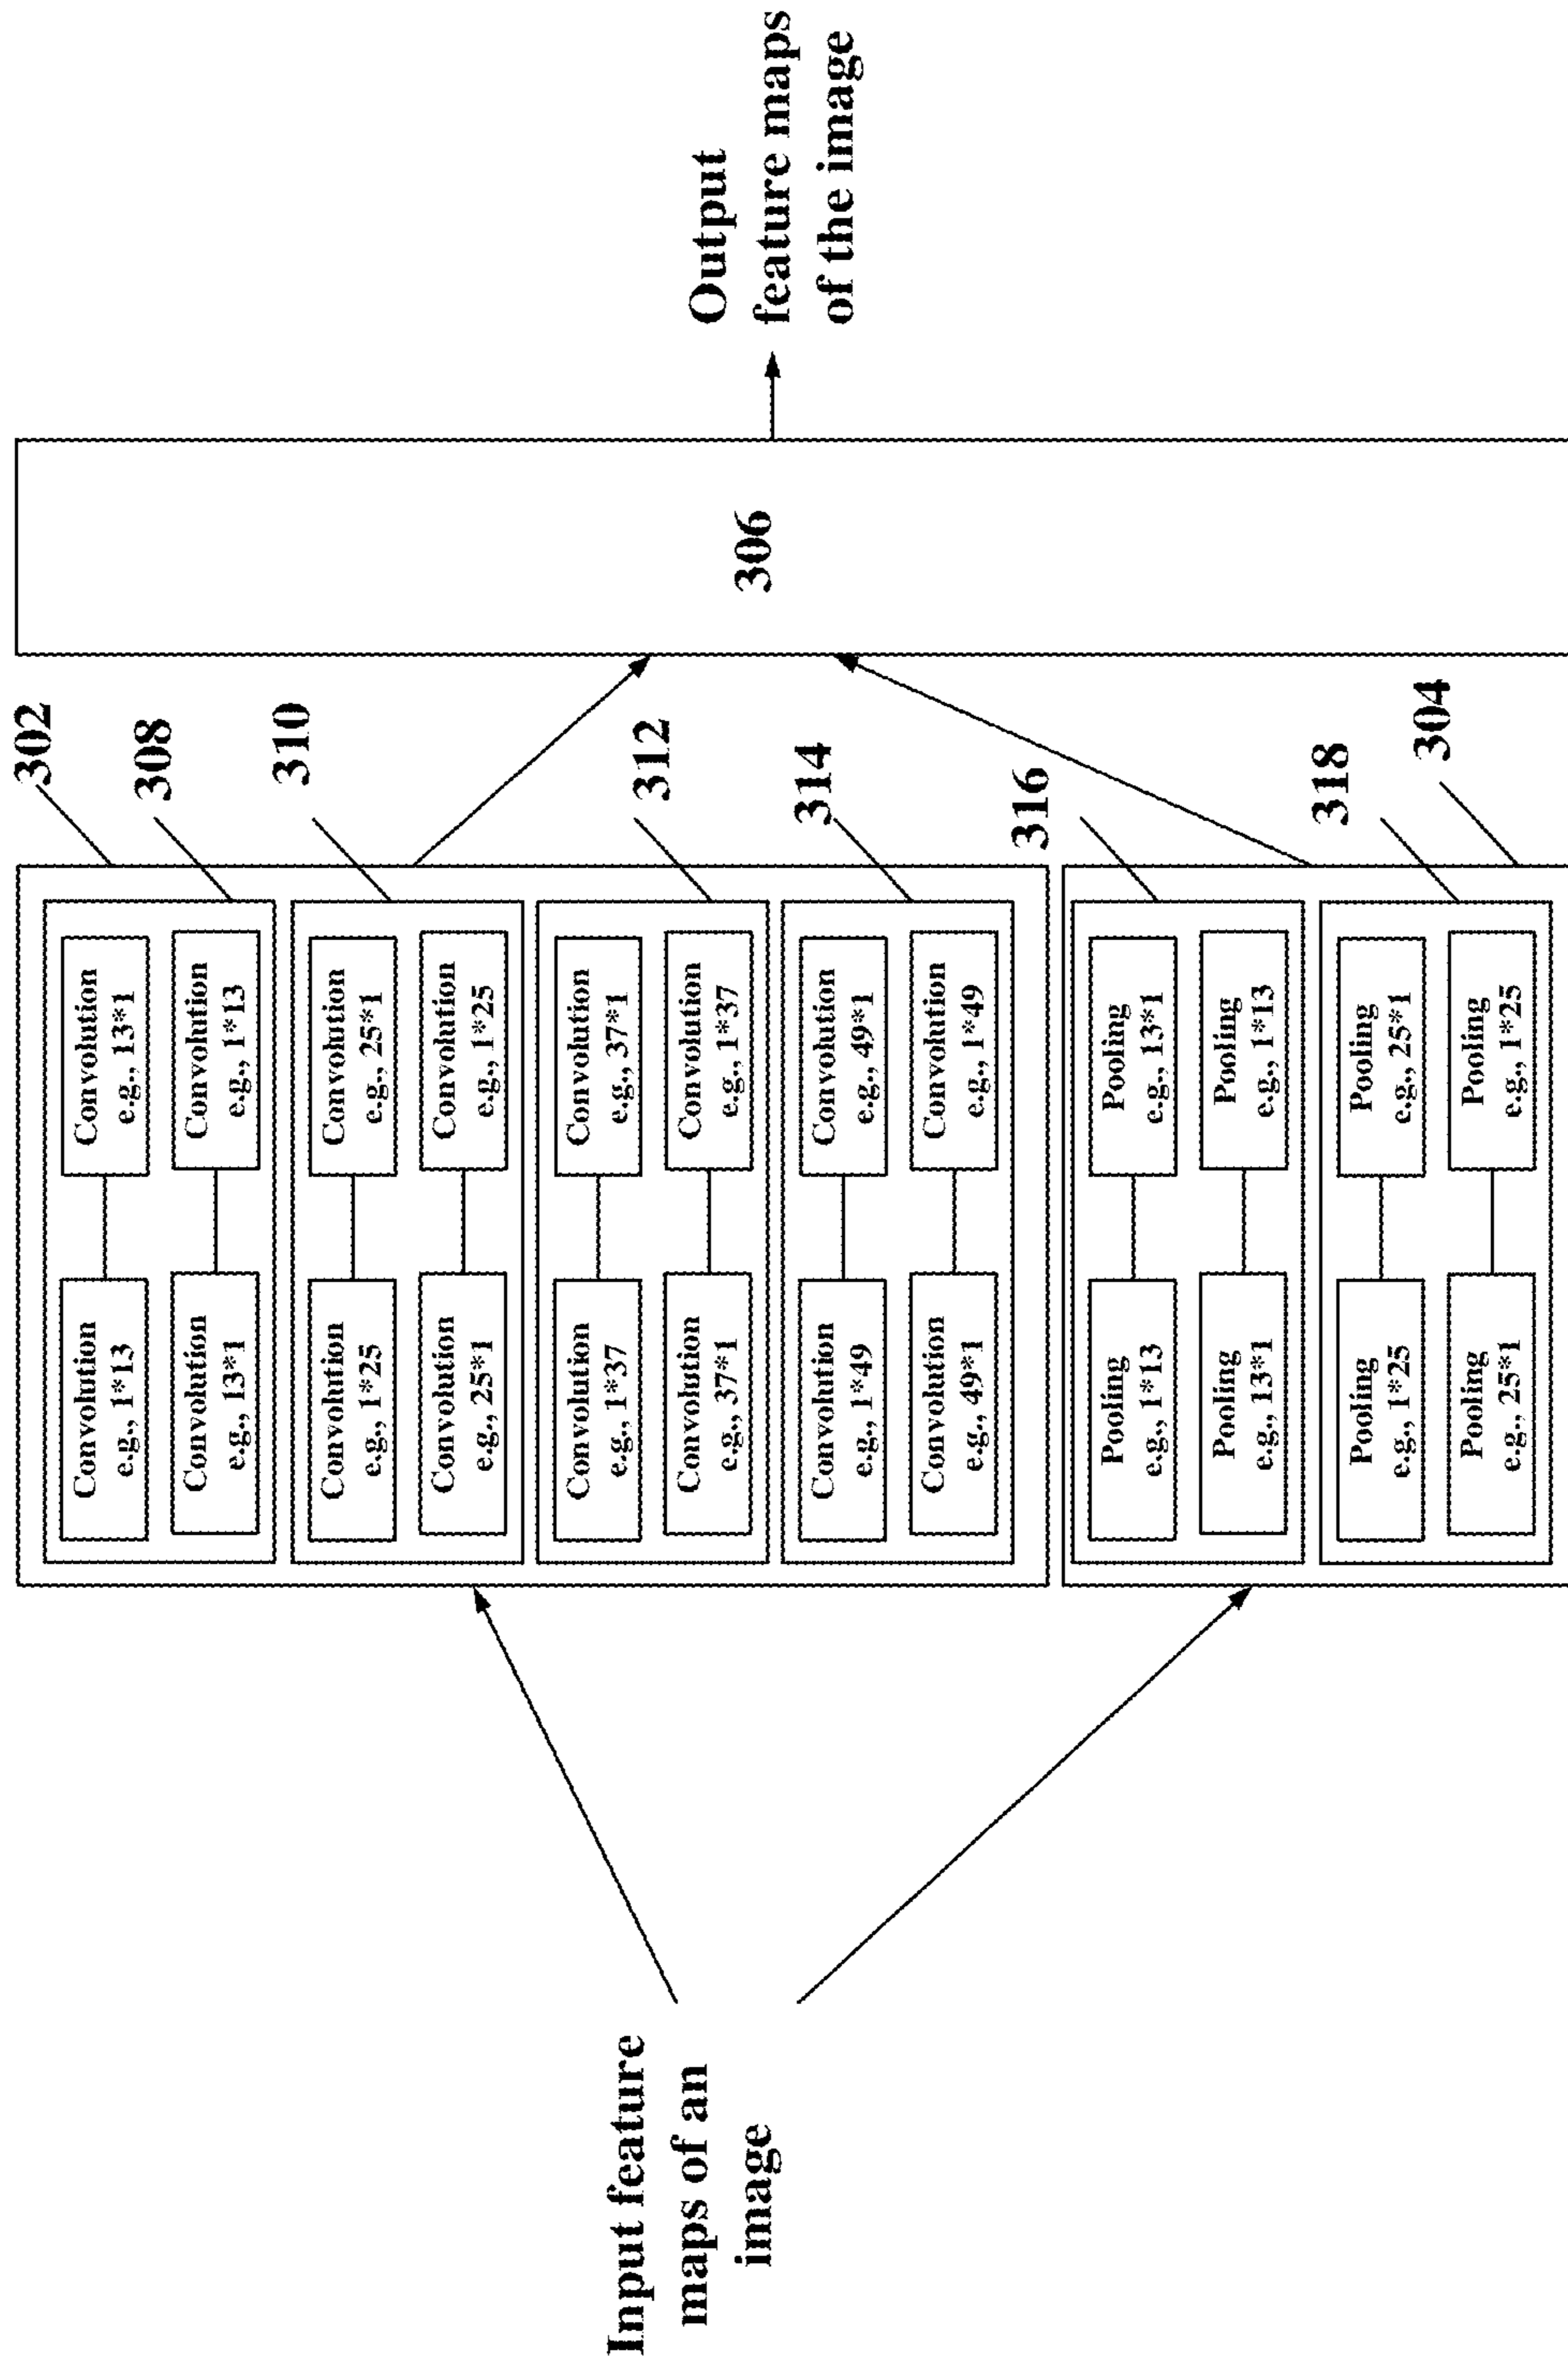 Input feature
maps of an
image
302
308
Convolution
e.g., 1*13
Convolution
e.g., 13*1
Convolution
e.g., 13*1
Convolution
e.g., 1*13
310
Convolution
e.g., 1*25
Convolution
e.g., 25*1
Convolution
e.g., 25*1
Convolution
e.g., 1*25
312
Convolution
e.g., 1*37
Convolution
e.g., 37*1
Convolution
e.g., 37*1
Convolution
e.g., 1*37
314
Convolution
e.g., 1*49
Convolution
e.g., 49*1
Convolution
e.g., 49*1
Convolution
e.g., 1*49
316
Pooling
e.g., 1*13
Pooling
e.g., 13*1
Pooling
e.g., 13*1
Pooling
e.g., 1*13
318
Pooling
e.g., 1*25
Pooling
e.g., 25*1
Pooling
e.g., 25*1
Pooling
e.g., 1*25
304
306
Output
feature maps
of the image